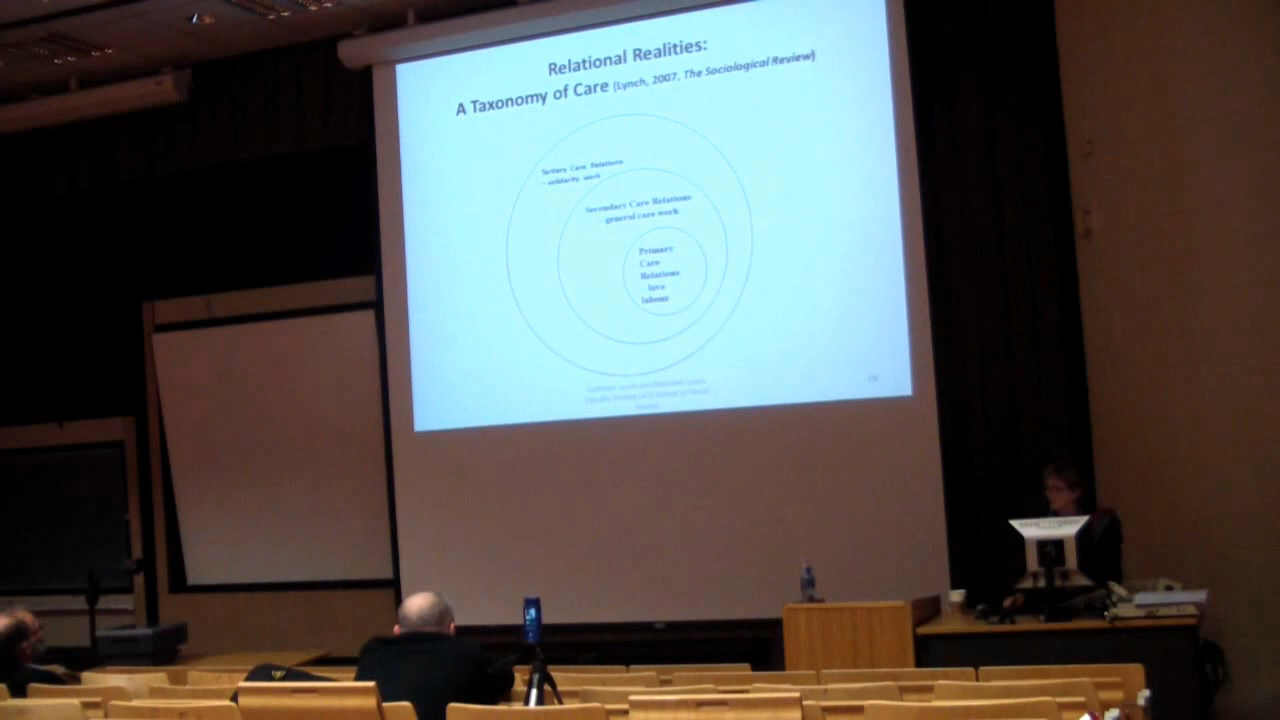 Relational Realities:
A Taxonomy of Care (Lynch, 2007, The Sociological Review)
Tertiary Care Relations
- solidarity work
Secondary Care Relations
general care work
Primary
Care
Relations
- love
labour